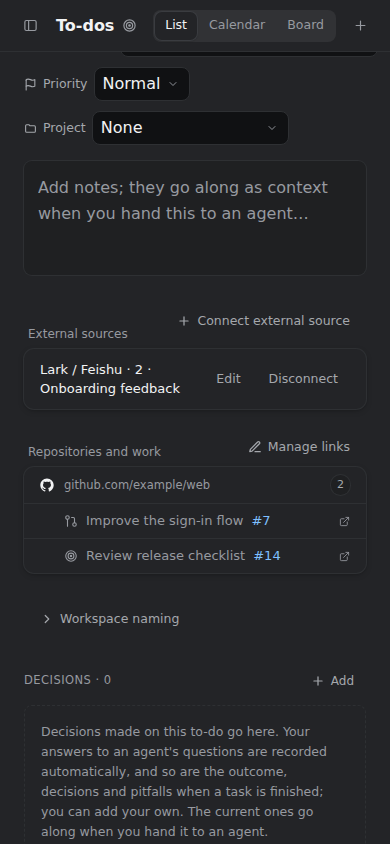 To-dos
List
Calendar
Board
Priority
Normal
Project
None
Add notes; they go along as context
when you hand this to an agent...
Connect external source
External sources
Lark / Feishu · 2 ·
Onboarding feedback
Edit
Disconnect
Manage links
Repositories and work
github.com/example/web
2
Improve the sign-in flow #7
Review release checklist #14
Workspace naming
DECISIONS · 0
Add
Decisions made on this to-do go here. Your
answers to an agent's questions are recorded
automatically, and so are the outcome,
decisions and pitfalls when a task is finished;
you can add your own. The current ones go
along when you hand it to an agent.